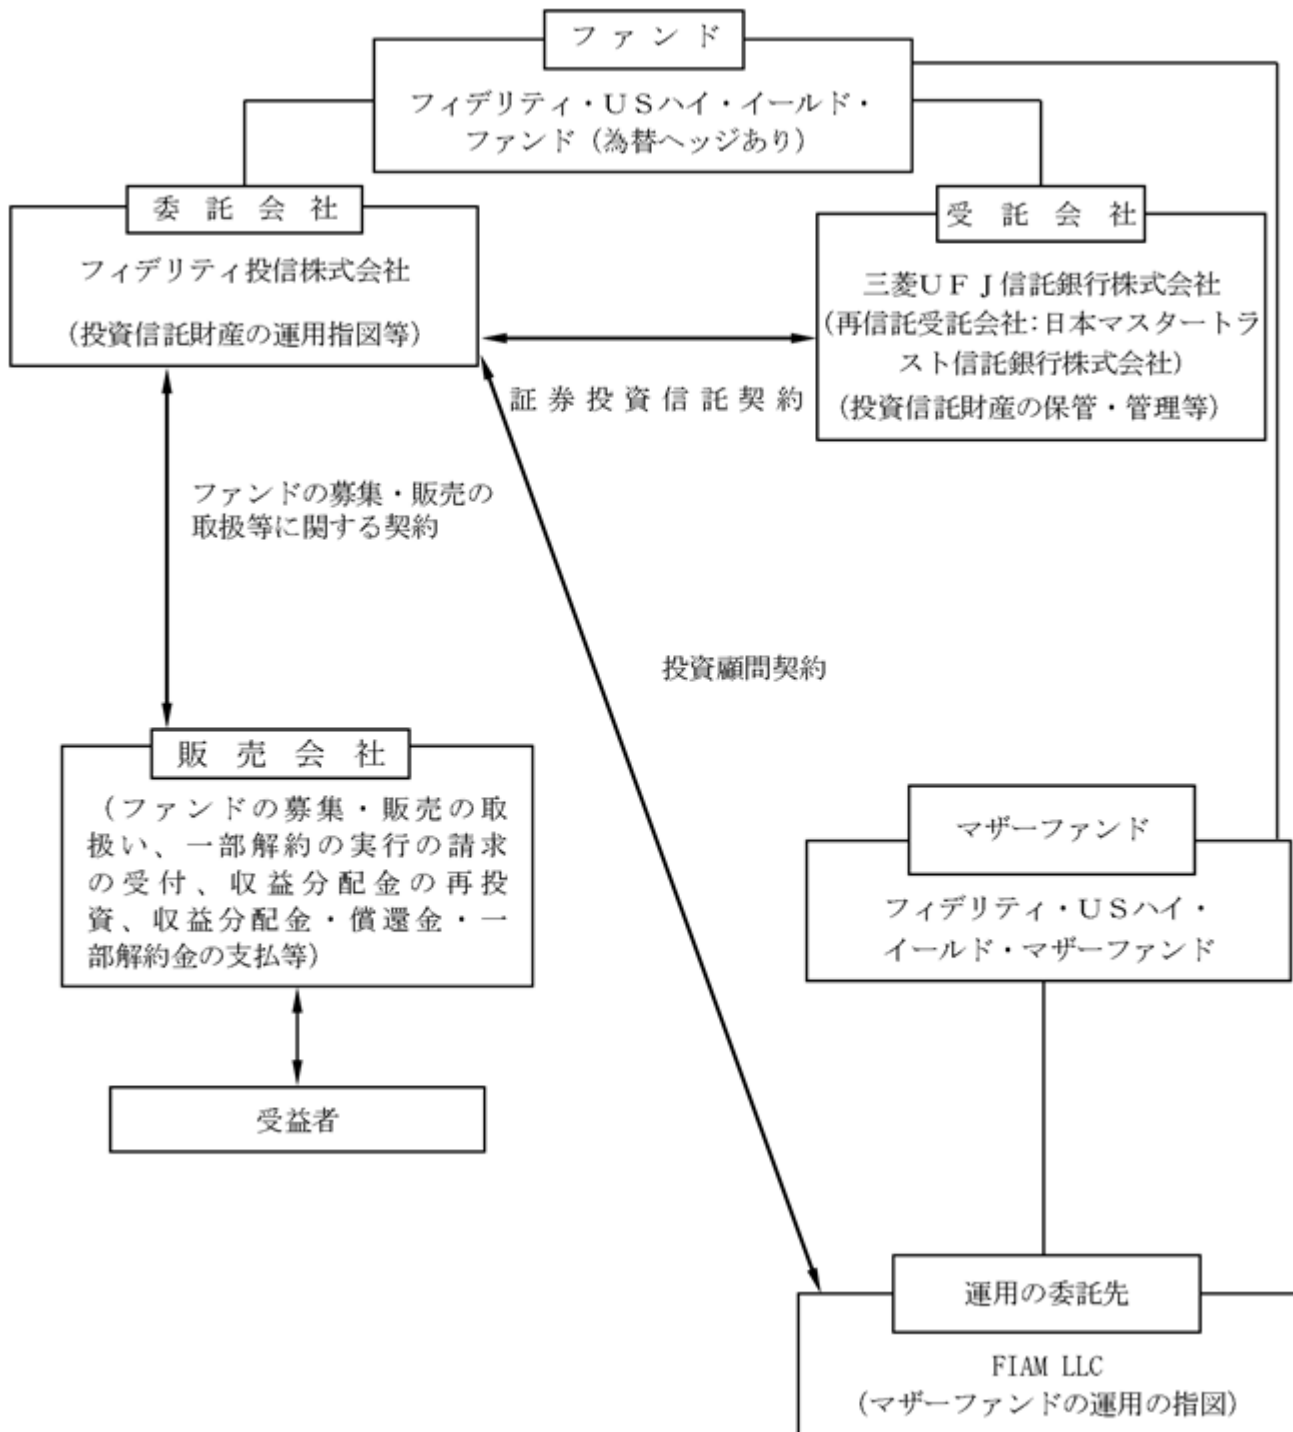 ファンド
フィデリティ・USハイ・イールド・
ファンド（為替ヘッジあり）
委託会社
フィデリティ投信株式会社
（投資信託財産の運用指図等）
受託会社
三菱UFJ信託銀行株式会社
（再信託受託会社：日本マスタートラ
スト信託銀行株式会社）
（投資信託財産の保管・管理等）
証券投資信託契約
ファンドの募集・販売の
取扱等に関する契約
投資顧問契約
販売会社
（ファンドの募集・販売の取
扱い、一部解約の実行の請求
の受付、収益分配金の再投
資、収益分配金・償還金・一
部解約金の支払等）
マザーファンド
フィデリティ・USハイ・
イールド・マザーファンド
受益者
運用の委託先
FIAM LLC
（マザーファンドの運用の指図）